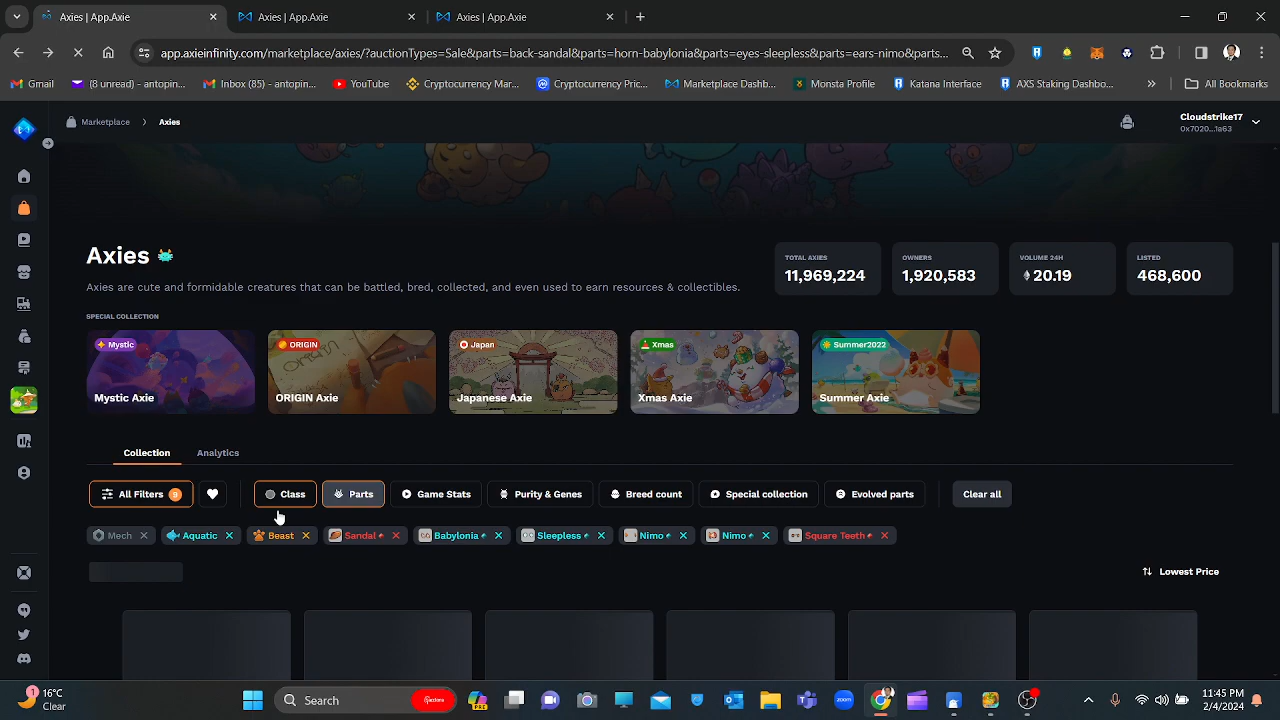 Axies | App.Axie
Axies | App.Axie
Axies | App.Axie
app.axieinfinity.com/marketplace/axies/?auctionTypes=Sale&parts=back-sandal&parts=horn-babylonia&parts=eyes-sleepless&parts=ears-nimo&parts...
Gmail
(8 unread) - antopin...
Inbox (85) - antopin...
YouTube
Cryptocurrency Mar...
Cryptocurrency Pric...
Marketplace Dashb...
Monsta Profile
Katana Interface
AXS Staking Dashbo...
All Bookmarks
Marketplace
Axies
Cloudstrike17
0x7020...1a63
Axies
Axies are cute and formidable creatures that can be battled, bred, collected, and even used to earn resources & collectibles.
TOTAL AXIES
11,969,224
OWNERS
1,920,583
VOLUME 24H
20.19
LISTED
468,600
SPECIAL COLLECTION
Mystic
Mystic Axie
ORIGIN
ORIGIN Axie
Japan
Japanese Axie
Xmas
Xmas Axie
Summer2022
Summer Axie
Collection
Analytics
All Filters 9
Class
Parts
Game Stats
Purity & Genes
Breed count
Special collection
Evolved parts
Clear all
Mech
Aquatic
Beast
Sandal
Babylonia
Sleepless
Nimo
Nimo
Square Teeth
Lowest Price
1
16°C
Clear
Search
zoom
11:45 PM
2/4/2024